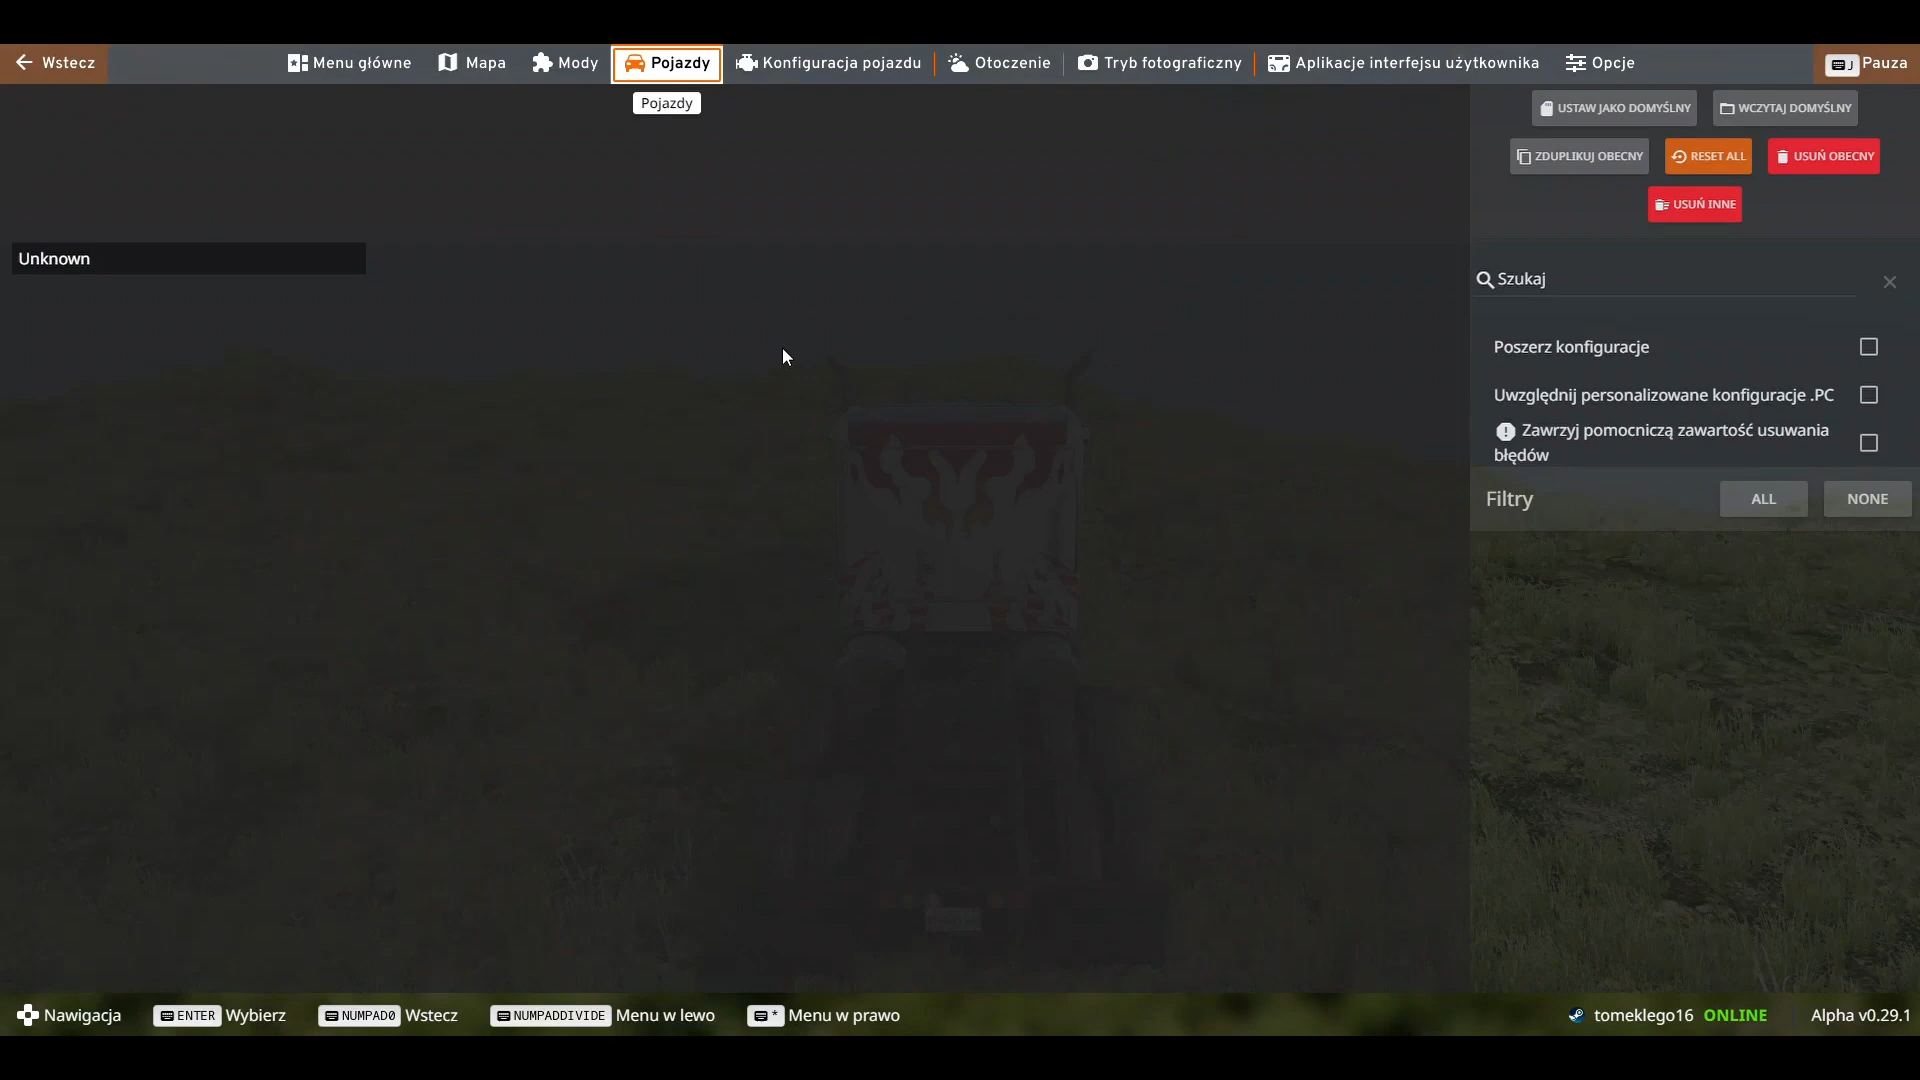 Wstecz
Menu główne
Mapa
Mody
Pojazdy
Konfiguracja pojazdu
Otoczenie
Tryb fotograficzny
Aplikacje interfejsu użytkownika
Opcje
J
Pauza
Pojazdy
USTAW JAKO DOMYŚLNY
WCZYTAJ DOMYŚLNY
ZDUPLIKUJ OBECNY
RESET ALL
USUŃ OBECNY
USUŃ INNE
Unknown
Szukaj
Poszerz konfiguracje
Uwzględnij personalizowane konfiguracje .PC
Zawrzyj pomocniczą zawartość usuwania
błędów
Filtry
ALL
NONE
Nawigacja
ENTER Wybierz
NUMPAD0 Wstecz
NUMPADDIVIDE Menu w lewo
* Menu w prawo
tomeklego16 ONLINE
Alpha v0.29.1